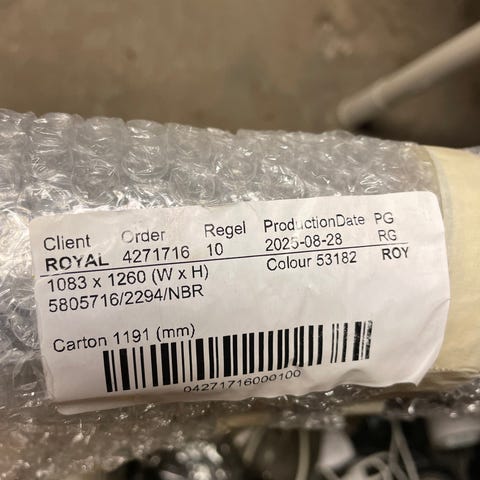 Client Order Regel ProductionDate PG
ROYAL 4271716 10 2025-08-28 RG
1083 x 1260 (W x H) Colour 53182 ROY
5805716/2294/NBR
Carton 1191 (mm)
04271716000100